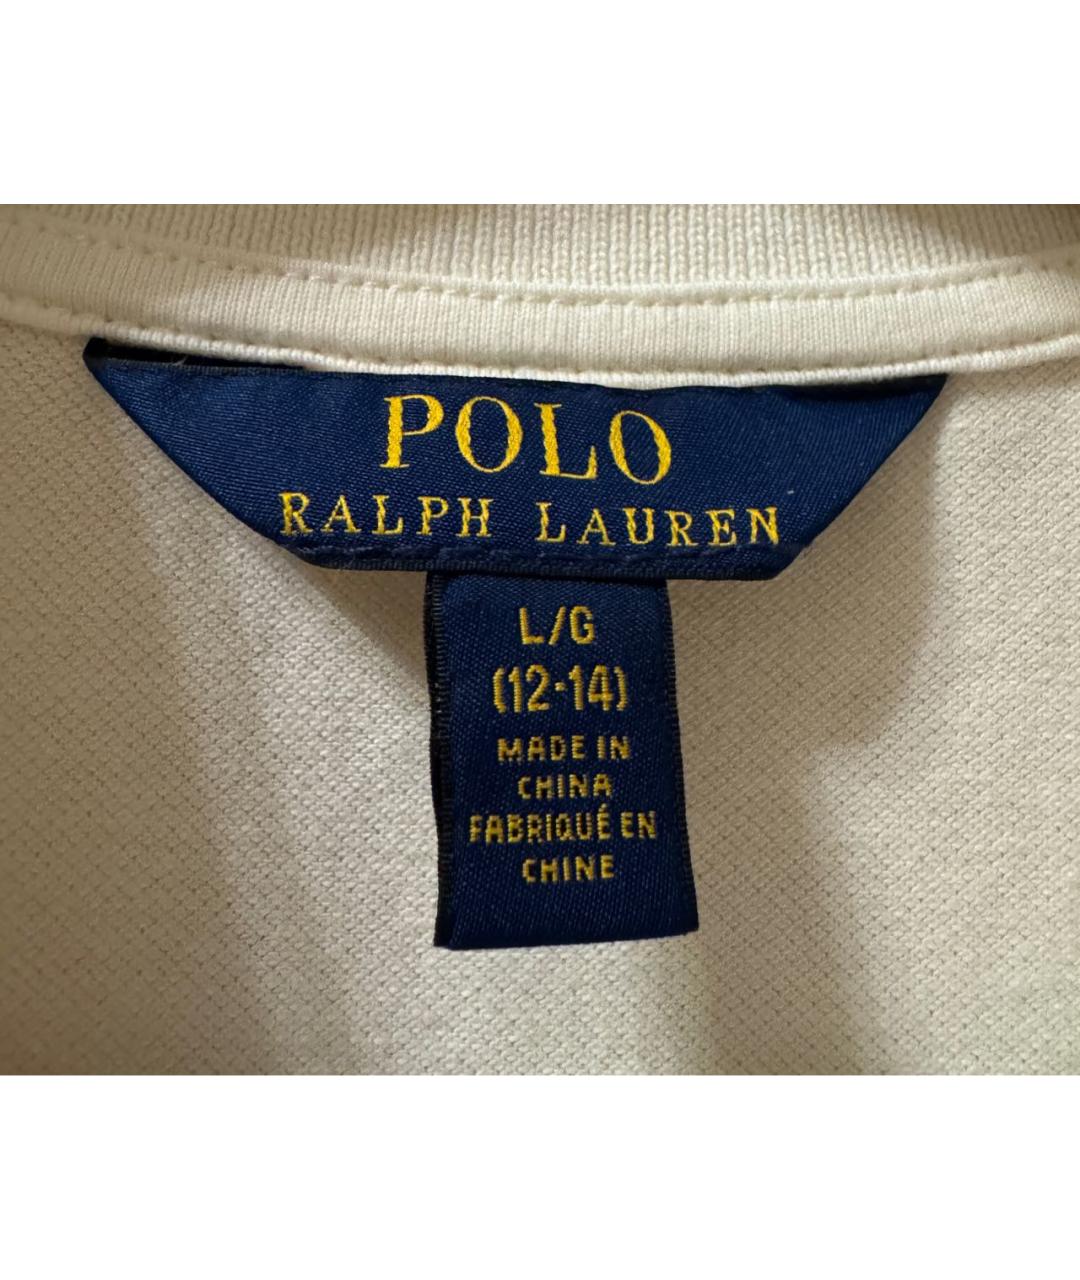 POLO
RALPH LAUREN
L/G
(12-14)
MADE IN
CHINA
FABRIQUÉ EN
CHINE